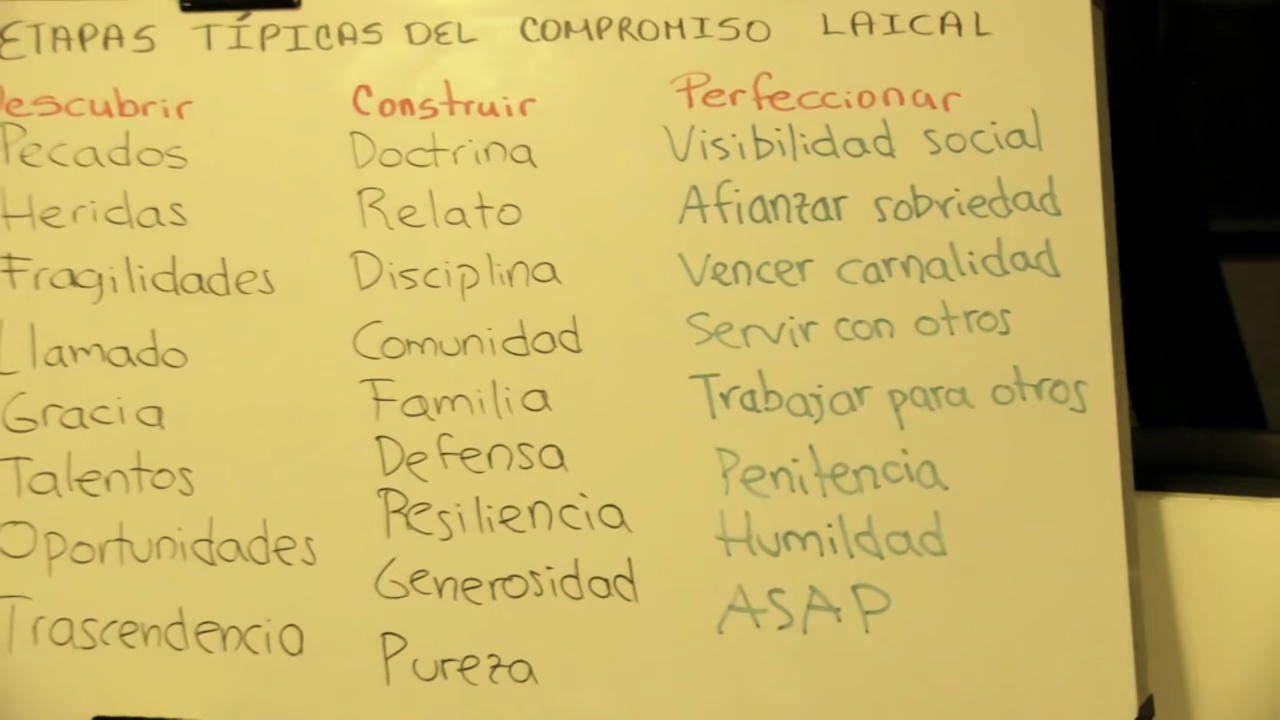 ETAPAS TÍPICAS DEL COMPROMISO LAICAL
Descubrir
Pecados
Heridas
Fragilidades
Llamado
Gracia
Talentos
Oportunidades
Trascendencia
Construir
Doctrina
Relato
Disciplina
Comunidad
Familia
Defensa
Resiliencia
Generosidad
Pureza
Perfeccionar
Visibilidad social
Afianzar sobriedad
Vencer carnalidad
Servir con otros
Trabajar para otros
Penitencia
Humildad
ASAP